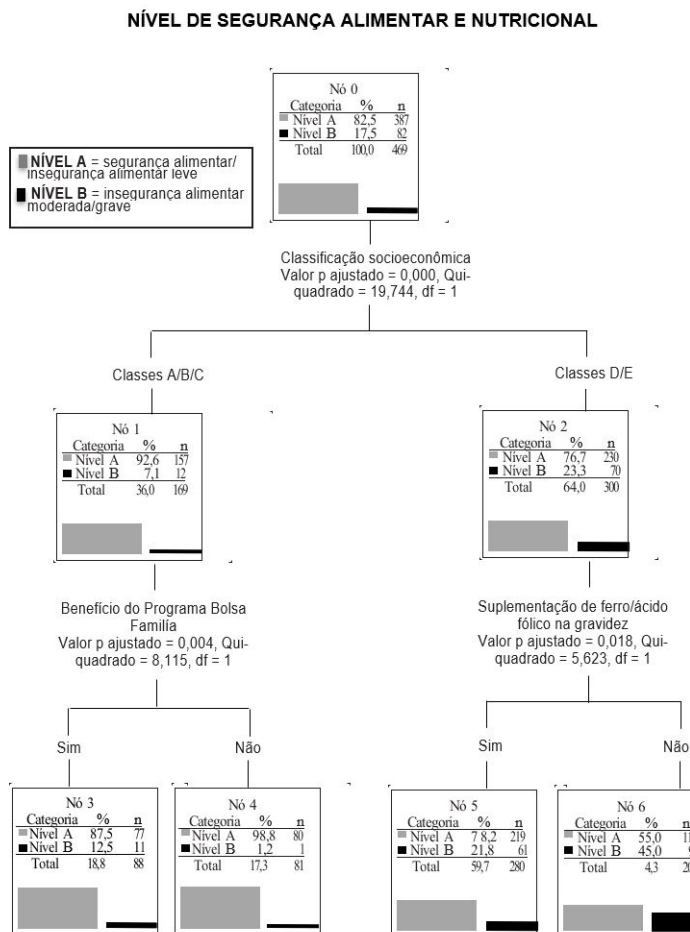 NÍVEL DE SEGURANÇA ALIMENTAR E NUTRICIONAL
Nó 0
Categoria % n
Nível A 82,5 387
Nível B 17,5 82
Total 100,0 469
NÍVEL A = segurança alimentar/
insegurança alimentar leve
NÍVEL B = insegurança alimentar
moderada/grave
Classificação socioeconômica
Valor p ajustado = 0,000, Qui-
quadrado = 19,744, df = 1
Classes A/B/C
Classes D/E
Nó 1
Categoria % n
Nível A 92,6 157
Nível B 7,1 12
Total 36,0 169
Nó 2
Categoria % n
Nível A 76,7 230
Nível B 23,3 70
Total 64,0 300
Benefício do Programa Bolsa
Familía
Valor p ajustado = 0,004, Qui-
quadrado = 8,115, df = 1
Suplementação de ferro/ácido
fólico na gravidez
Valor p ajustado = 0,018, Qui-
quadrado = 5,623, df = 1
Sim
Não
Sim
Não
Nó 3
Categoria % n
Nível A 87,5 77
Nível B 12,5 11
Total 18,8 88
Nó 4
Categoria % n
Nível A 98,8 80
Nível B 1,2 1
Total 17,3 81
Nó 5
Categoria % n
Nível A 7 8,2 219
Nível B 21,8 61
Total 59,7 280
Nó 6
Categoria % n
Nível A 55,0 11
Nível B 45,0 9
Total 4,3 20